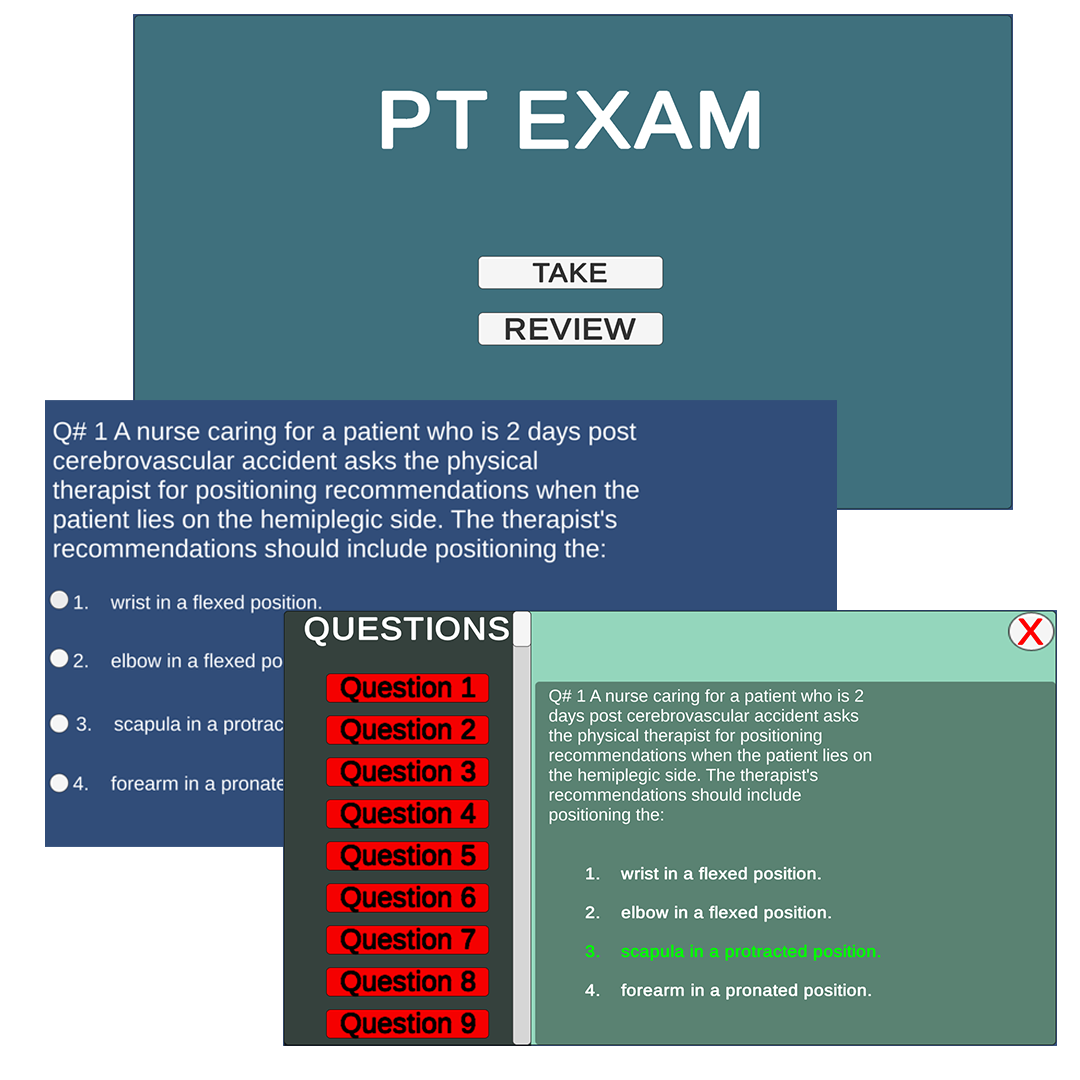 PT EXAM
TAKE
REVIEW
Q# 1 A nurse caring for a patient who is 2 days post
cerebrovascular accident asks the physical
therapist for positioning recommendations when the
patient lies on the hemiplegic side. The therapist's
recommendations should include positioning the:
1. wrist in a flexed position.
2. elbow in a flexed po
3. scapula in a protrac
4. forearm in a pronate
QUESTIONS
Question 1
Question 2
Question 3
Question 4
Question 5
Question 6
Question 7
Question 8
Question 9
X
Q# 1 A nurse caring for a patient who is 2
days post cerebrovascular accident asks
the physical therapist for positioning
recommendations when the patient lies on
the hemiplegic side. The therapist's
recommendations should include
positioning the:
1. wrist in a flexed position.
2. elbow in a flexed position.
3. scapula in a protracted position.
4. forearm in a pronated position.